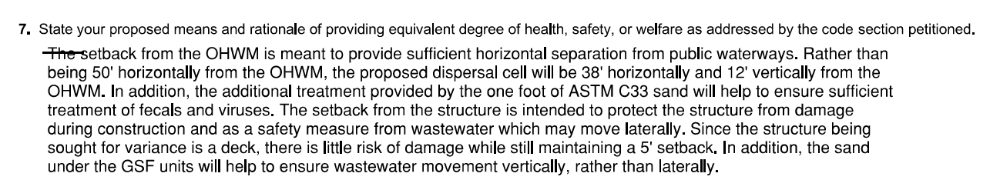 7. State your proposed means and rationale of providing equivalent degree of health, safety, or welfare as addressed by the code section petitioned.
The setback from the OHWM is meant to provide sufficient horizontal separation from public waterways. Rather than
being 50' horizontally from the OHWM, the proposed dispersal cell will be 38' horizontally and 12' vertically from the
OHWM. In addition, the additional treatment provided by the one foot of ASTM C33 sand will help to ensure sufficient
treatment of fecals and viruses. The setback from the structure is intended to protect the structure from damage
during construction and as a safety measure from wastewater which may move laterally. Since the structure being
sought for variance is a deck, there is little risk of damage while still maintaining a 5' setback. In addition, the sand
under the GSF units will help to ensure wastewater movement vertically, rather than laterally.